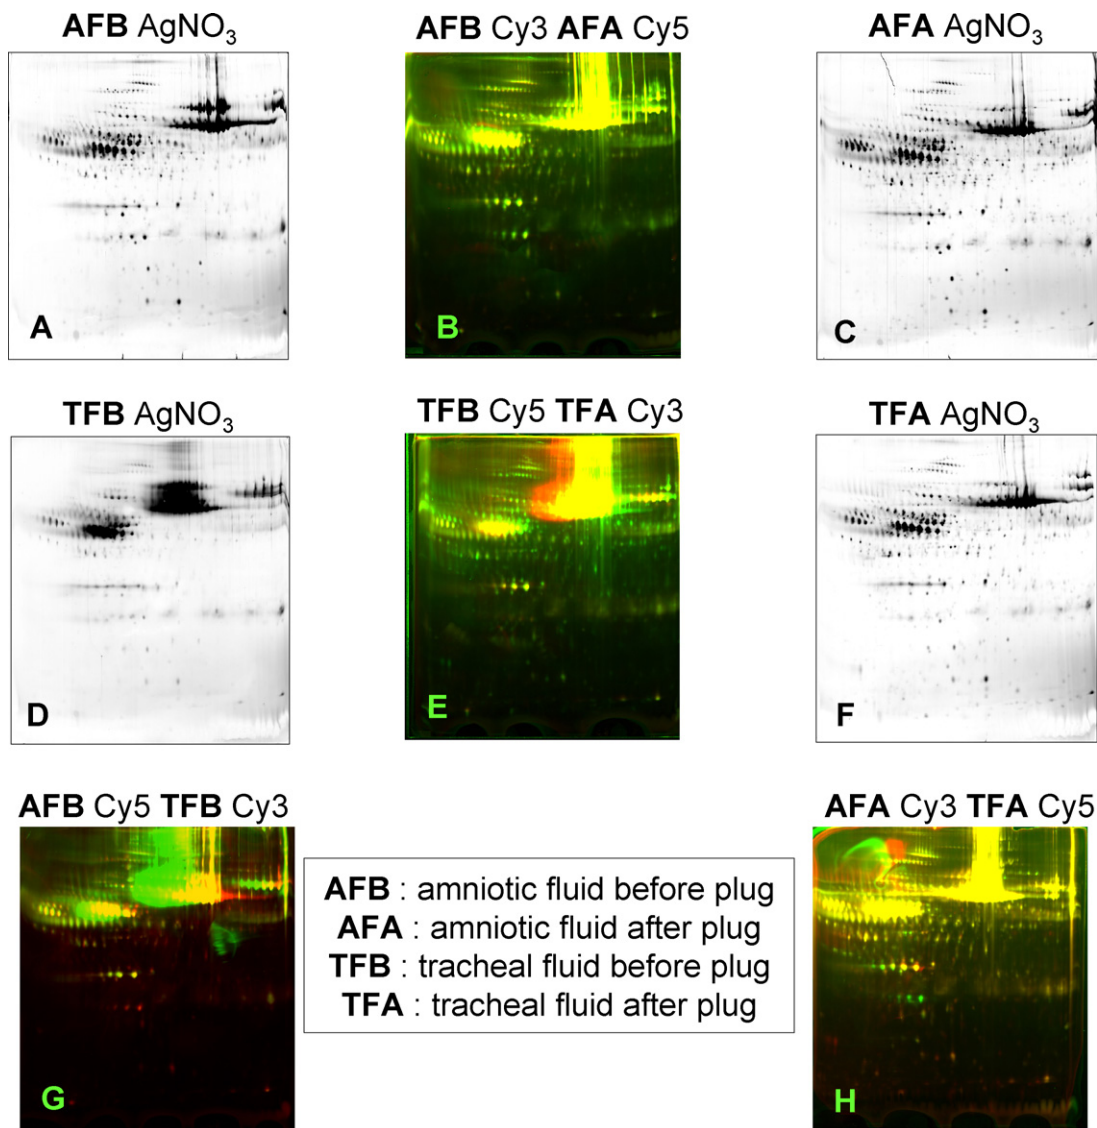 AFB AgNO₃
AFB Cy3 AFA Cy5
AFA AgNO₃
A
B
C
TFB AgNO₃
TFB Cy5 TFA Cy3
TFA AgNO₃
D
E
F
AFB Cy5 TFB Cy3
AFA Cy3 TFA Cy5
AFB : amniotic fluid before plug
AFA : amniotic fluid after plug
TFB : tracheal fluid before plug
TFA : tracheal fluid after plug
G
H